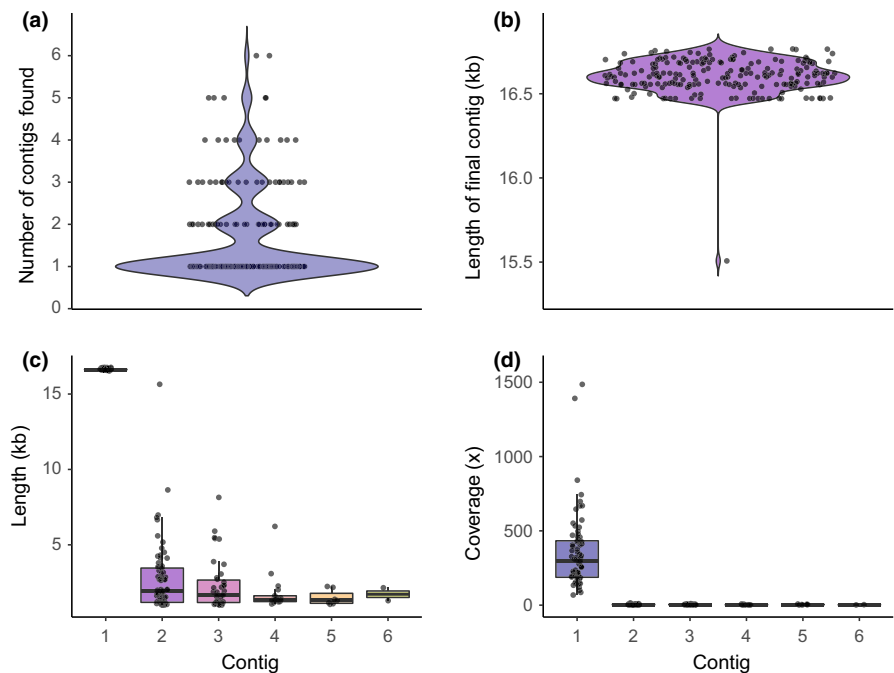 (a)
Number of contigs found
6
5
4
3
2
1
0
(b)
Length of final contig (kb)
16.5
16.0
15.5
(c)
Length (kb)
15
10
5
1 2 3 4 5 6
Contig
(d)
Coverage (x)
1500
1000
500
0
1 2 3 4 5 6
Contig